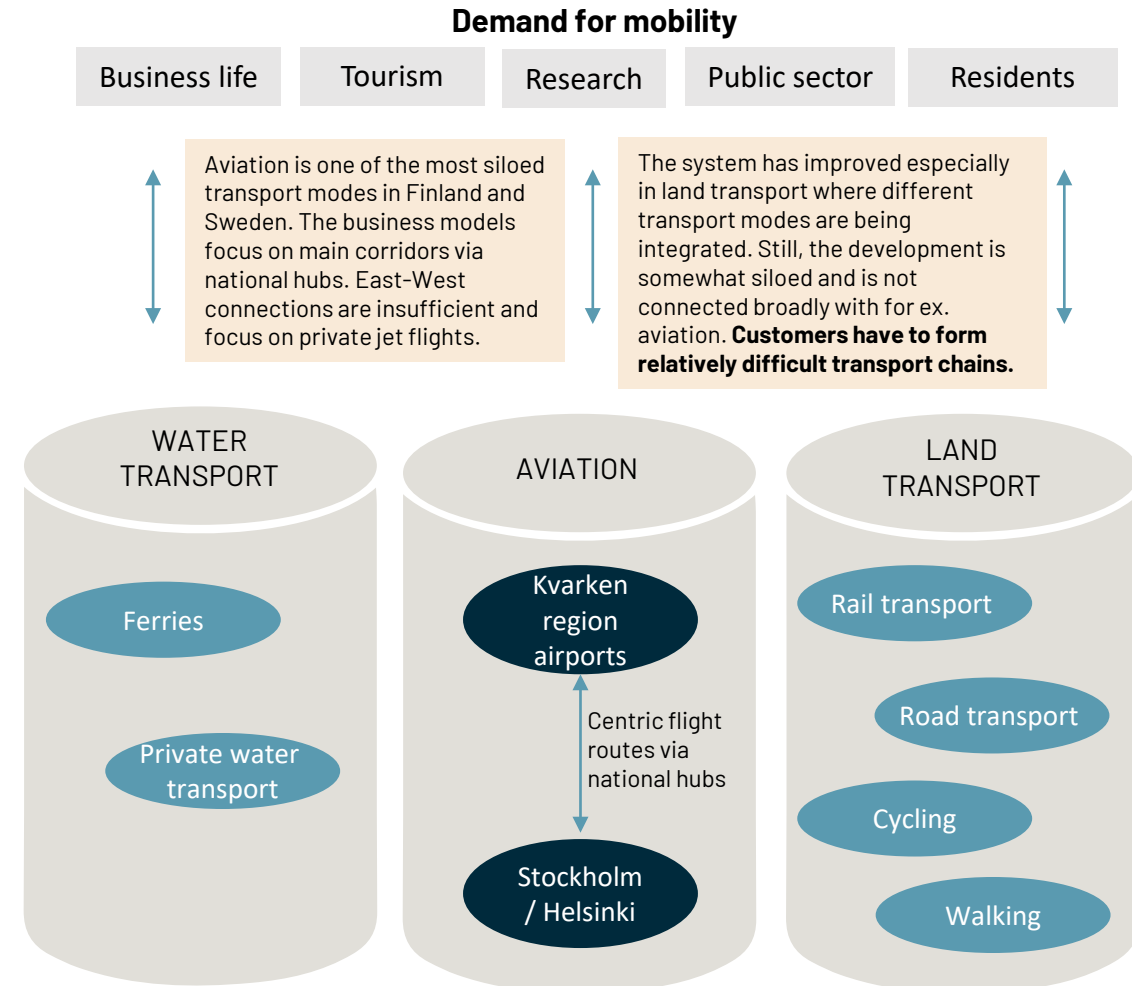 Demand for mobility
Business life
Tourism
Research
Public sector
Residents
Aviation is one of the most siloed
transport modes in Finland and
Sweden. The business models
focus on main corridors via
national hubs. East-West
connections are insufficient and
focus on private jet flights.
The system has improved especially
in land transport where different
transport modes are being
integrated. Still, the development is
somewhat siloed and is not
connected broadly with for ex.
aviation. Customers have to form
relatively difficult transport chains.
WATER
TRANSPORT
Ferries
Private water
transport
AVIATION
Kvarken
region
airports
Centric flight
routes via
national hubs
Stockholm
/ Helsinki
LAND
TRANSPORT
Rail transport
Road transport
Cycling
Walking